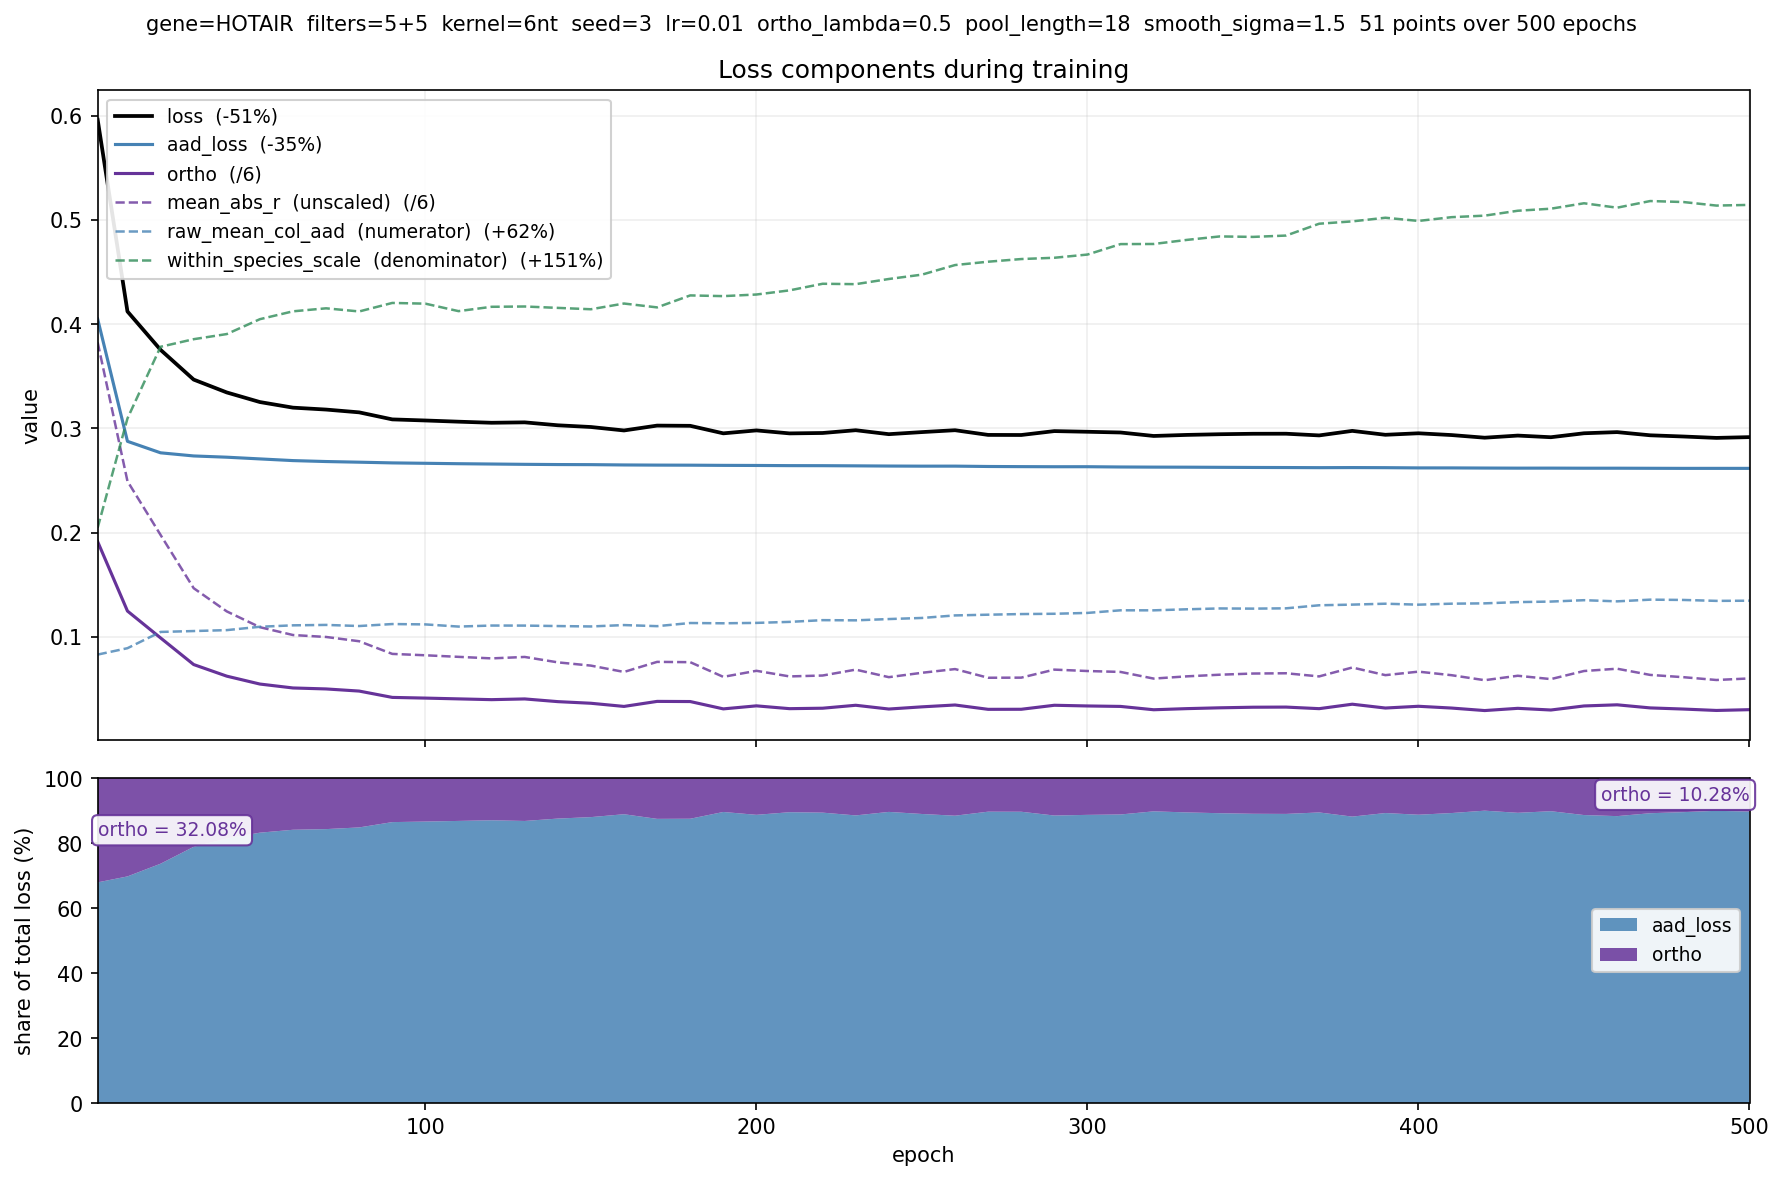 gene=HOTAIR  filters=5+5  kernel=6nt  seed=3  lr=0.01  ortho_lambda=0.5  pool_length=18  smooth_sigma=1.5  51 points over 500 epochs
Loss components during training
loss  (-51%)
aad_loss  (-35%)
ortho  (/6)
mean_abs_r  (unscaled)  (/6)
raw_mean_col_aad  (numerator)  (+62%)
within_species_scale  (denominator)  (+151%)
0.6
0.5
0.4
0.3
0.2
0.1
value
100
80
60
40
20
0
share of total loss (%)
ortho = 32.08%
ortho = 10.28%
aad_loss
ortho
100
200
300
400
500
epoch